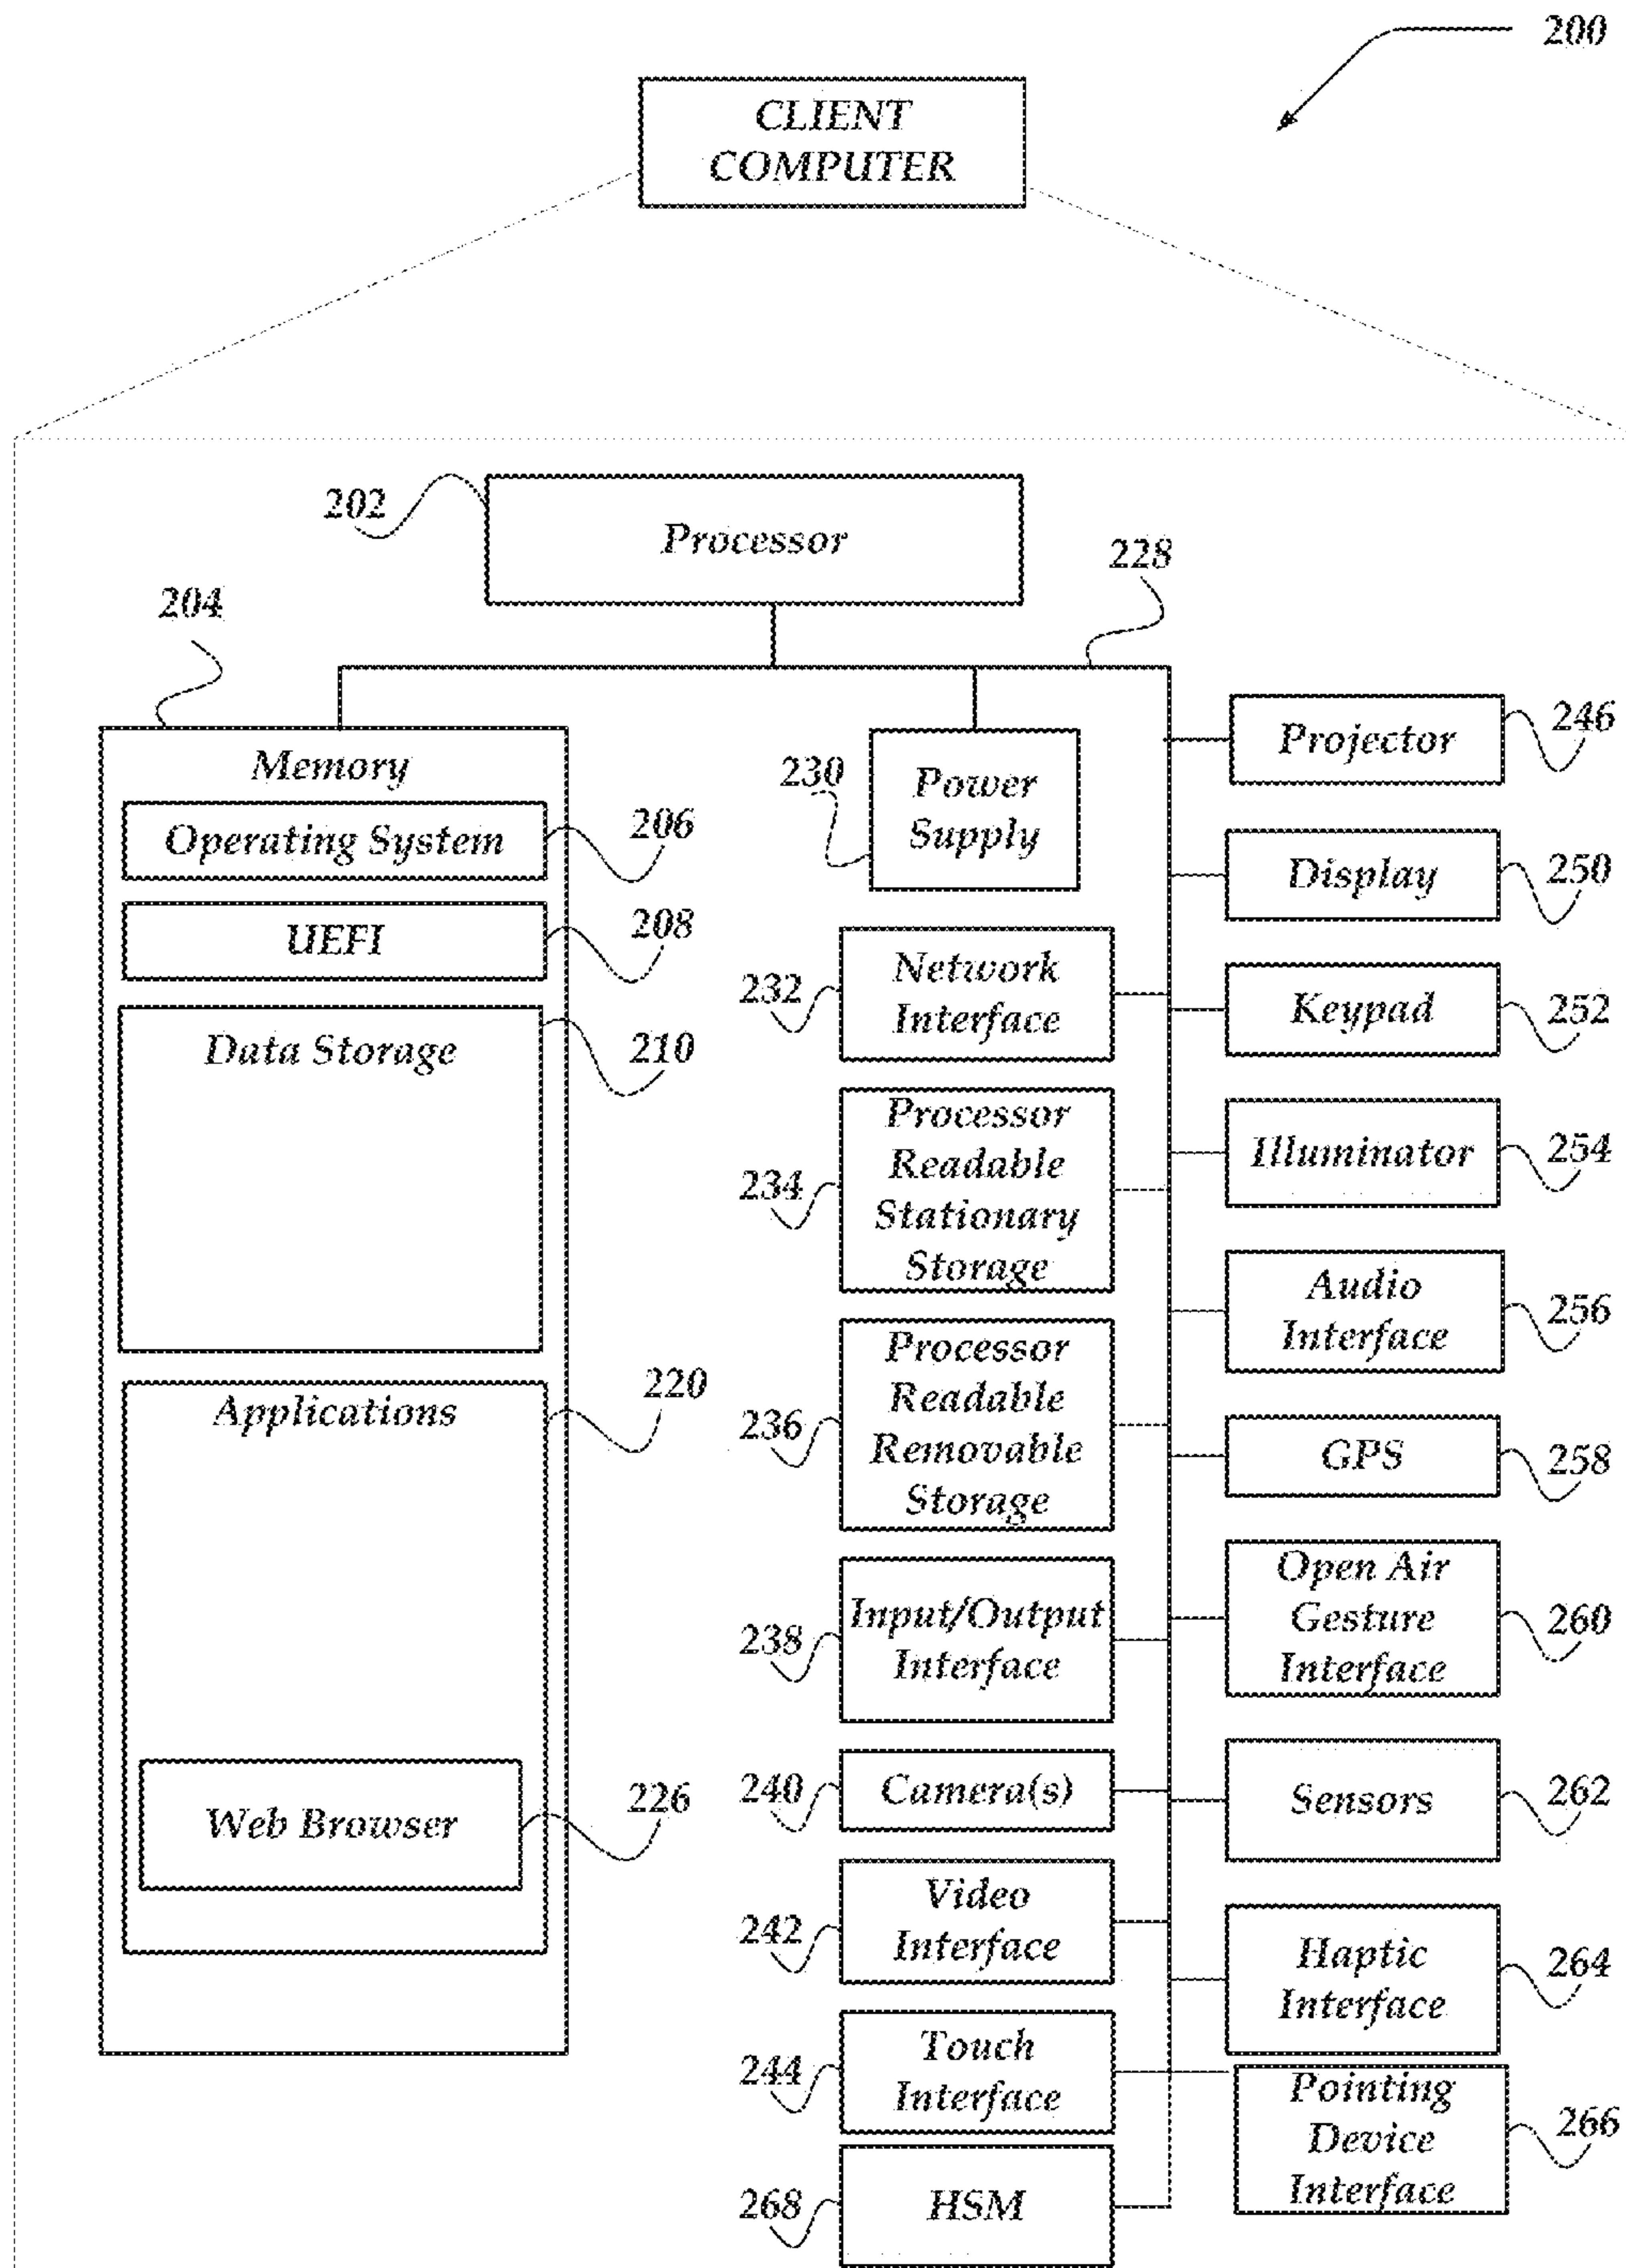 200
CLIENT
COMPUTER
202
Processor
228
204
Memory
Operating System
206
UEFI
208
Data Storage
210
Applications
220
Web Browser
226
230
Power
Supply
232
Network
Interface
234
Processor
Readable
Stationary
Storage
236
Processor
Readable
Removable
Storage
238
Input/Output
Interface
240
Camera(s)
242
Video
Interface
244
Touch
Interface
268
HSM
Projector
246
Display
250
Keypad
252
Illuminator
254
Audio
Interface
256
GPS
258
Open Air
Gesture
Interface
260
Sensors
262
Haptic
Interface
264
Pointing
Device
Interface
266